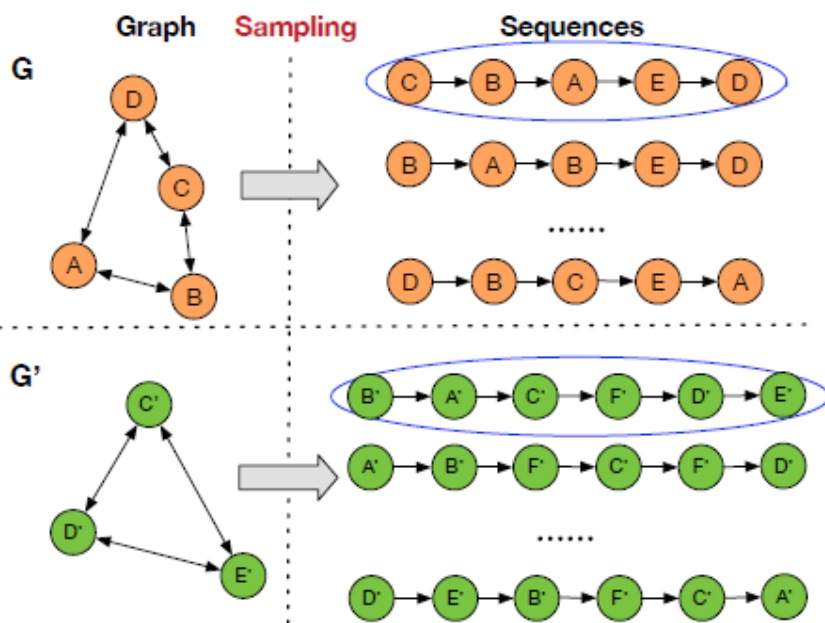 Graph Sampling Sequences
G
D
C
A
B
C B A E D
B A B E D
......
D B C E A
G’
C’
D’
E’
B’ A’ C’ F’ D’ E’
A’ B’ F’ C’ F’ D’
......
D’ E’ B’ F’ C’ A’